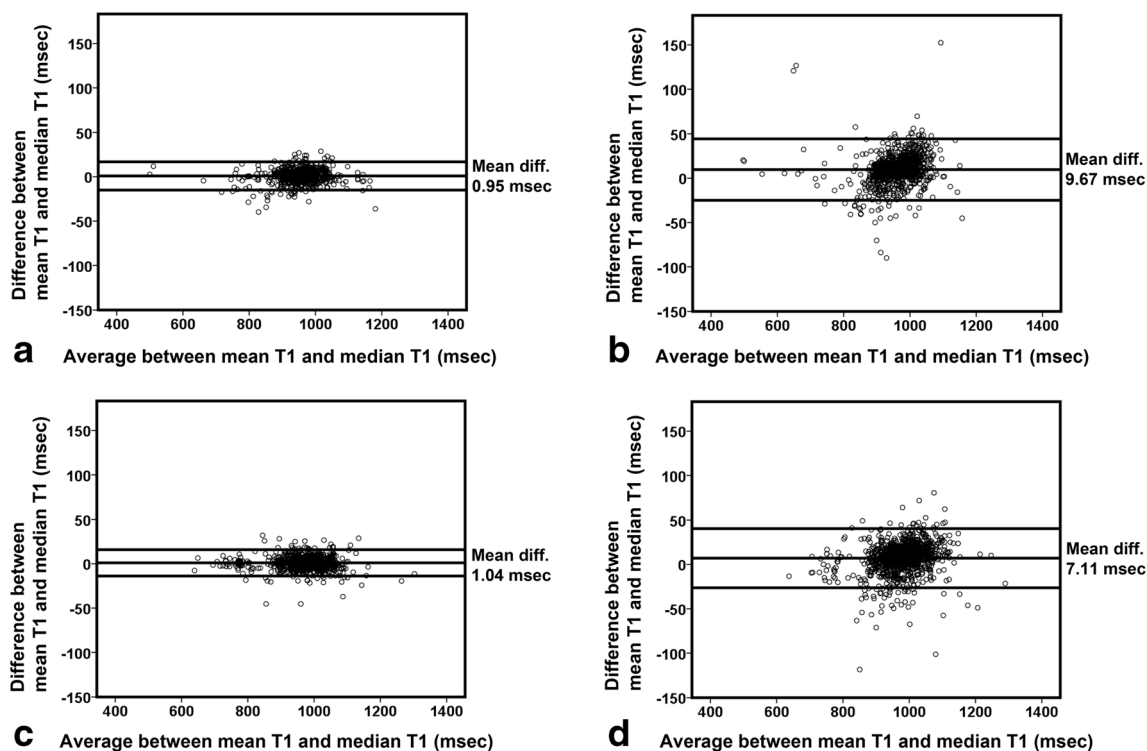 150
100
50
0
-50
-100
-150
Difference between
mean T1 and median T1 (msec)
Mean diff.
0.95 msec
400 600 800 1000 1200 1400
a Average between mean T1 and median T1 (msec)
150
100
50
0
-50
-100
-150
Difference between
mean T1 and median T1 (msec)
Mean diff.
9.67 msec
400 600 800 1000 1200 1400
b Average between mean T1 and median T1 (msec)
150
100
50
0
-50
-100
-150
Difference between
mean T1 and median T1 (msec)
Mean diff.
1.04 msec
400 600 800 1000 1200 1400
c Average between mean T1 and median T1 (msec)
150
100
50
0
-50
-100
-150
Difference between
mean T1 and median T1 (msec)
Mean diff.
7.11 msec
400 600 800 1000 1200 1400
d Average between mean T1 and median T1 (msec)